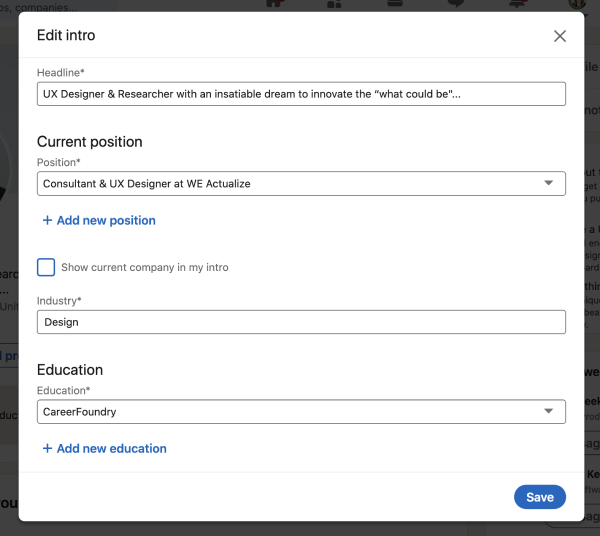 Edit intro
Headline*
UX Designer & Researcher with an insatiable dream to innovate the “what could be"...
Current position
Position*
Consultant & UX Designer at WE Actualize
+ Add new position
Show current company in my intro
Industry*
Design
Education
Education*
CareerFoundry
+ Add new education
Save